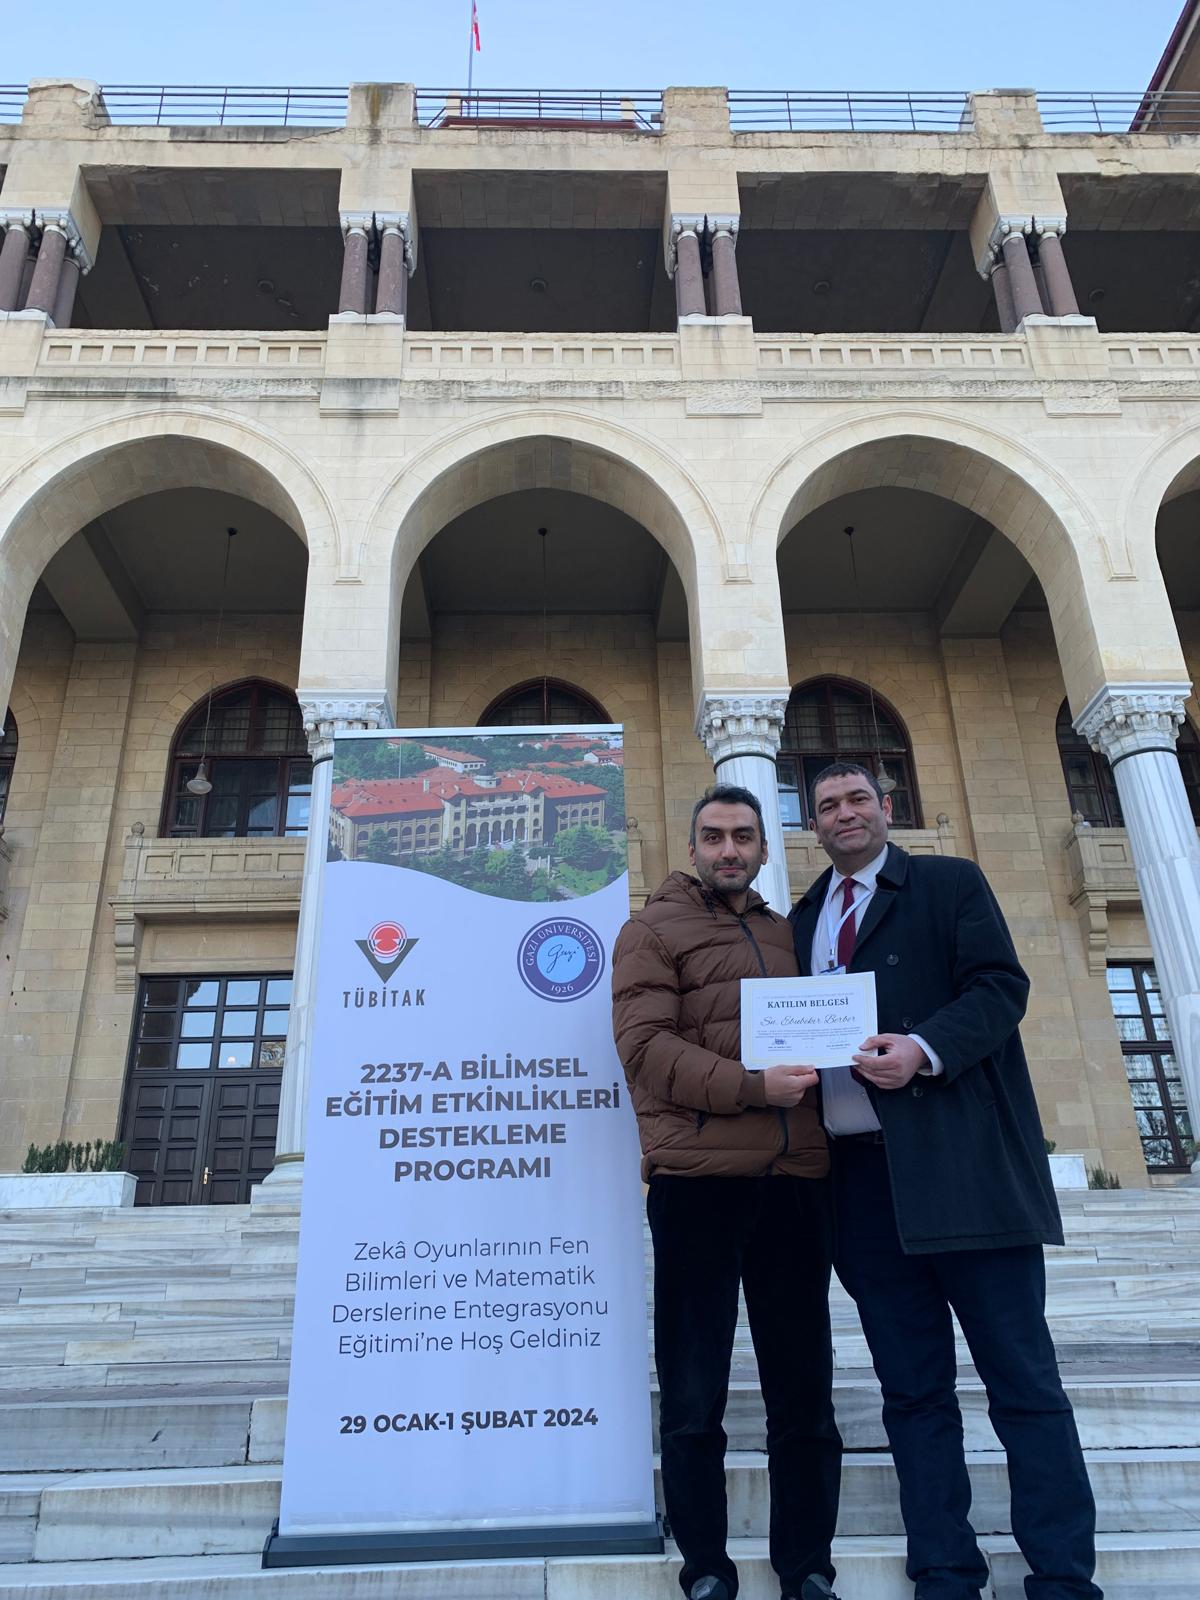 TÜBİTAK
GAZİ ÜNİVERSİTESİ
gazi
1926
2237-A BİLİMSEL
EĞİTİM ETKİNLİKLERİ
DESTEKLEME
PROGRAMI
Zekâ Oyunlarının Fen
Bilimleri ve Matematik
Derslerine Entegrasyonu
Eğitimi'ne Hoş Geldiniz
29 OCAK-1 ŞUBAT 2024
KATILIM BELGESİ
Sn. Ebubekir Berber